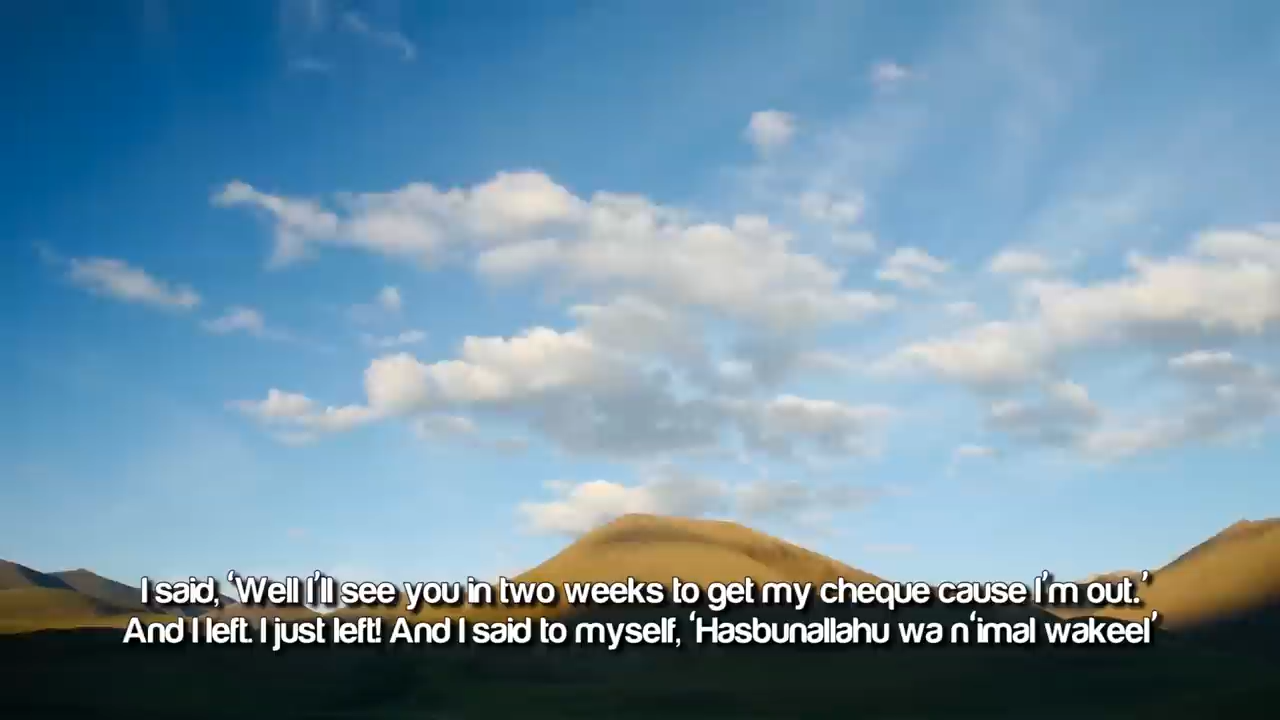 I said, ‘Well I'll see you in two weeks to get my cheque cause I'm out.’
And I left. I just left! And I said to myself, ‘Hasbunallahu wa n‘imal wakeel’